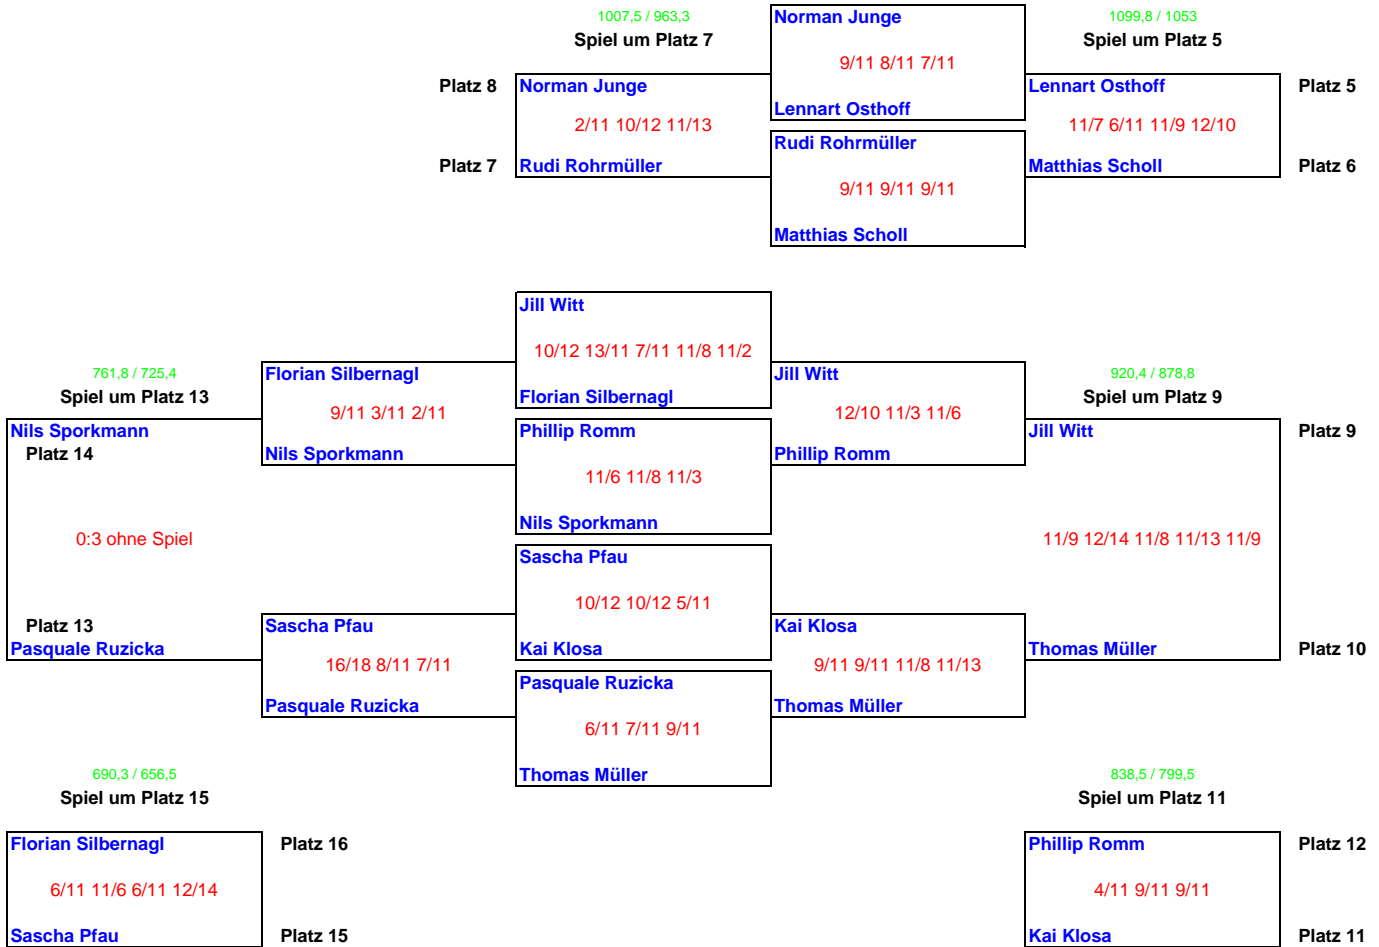 1007,5 / 963,3
Spiel um Platz 7
Norman Junge
9/11 8/11 7/11
Lennart Osthoff
1099,8 / 1053
Spiel um Platz 5
Platz 8
Norman Junge
2/11 10/12 11/13
Platz 7
Rudi Rohrmüller
Rudi Rohrmüller
9/11 9/11 9/11
Matthias Scholl
Lennart Osthoff
Platz 5
11/7 6/11 11/9 12/10
Matthias Scholl
Platz 6
Jill Witt
10/12 13/11 7/11 11/8 11/2
Florian Silbernagl
761,8 / 725,4
Spiel um Platz 13
Florian Silbernagl
9/11 3/11 2/11
Nils Sporkmann
Jill Witt
12/10 11/3 11/6
Phillip Romm
920,4 / 878,8
Spiel um Platz 9
Nils Sporkmann
Platz 14
0:3 ohne Spiel
Platz 13
Pasquale Ruzicka
Phillip Romm
11/6 11/8 11/3
Nils Sporkmann
Jill Witt
Platz 9
11/9 12/14 11/8 11/13 11/9
Thomas Müller
Platz 10
Sascha Pfau
10/12 10/12 5/11
Kai Klosa
Sascha Pfau
16/18 8/11 7/11
Pasquale Ruzicka
Kai Klosa
9/11 9/11 11/8 11/13
Thomas Müller
Pasquale Ruzicka
6/11 7/11 9/11
Thomas Müller
690,3 / 656,5
Spiel um Platz 15
838,5 / 799,5
Spiel um Platz 11
Florian Silbernagl
Platz 16
6/11 11/6 6/11 12/14
Sascha Pfau
Platz 15
Phillip Romm
Platz 12
4/11 9/11 9/11
Kai Klosa
Platz 11